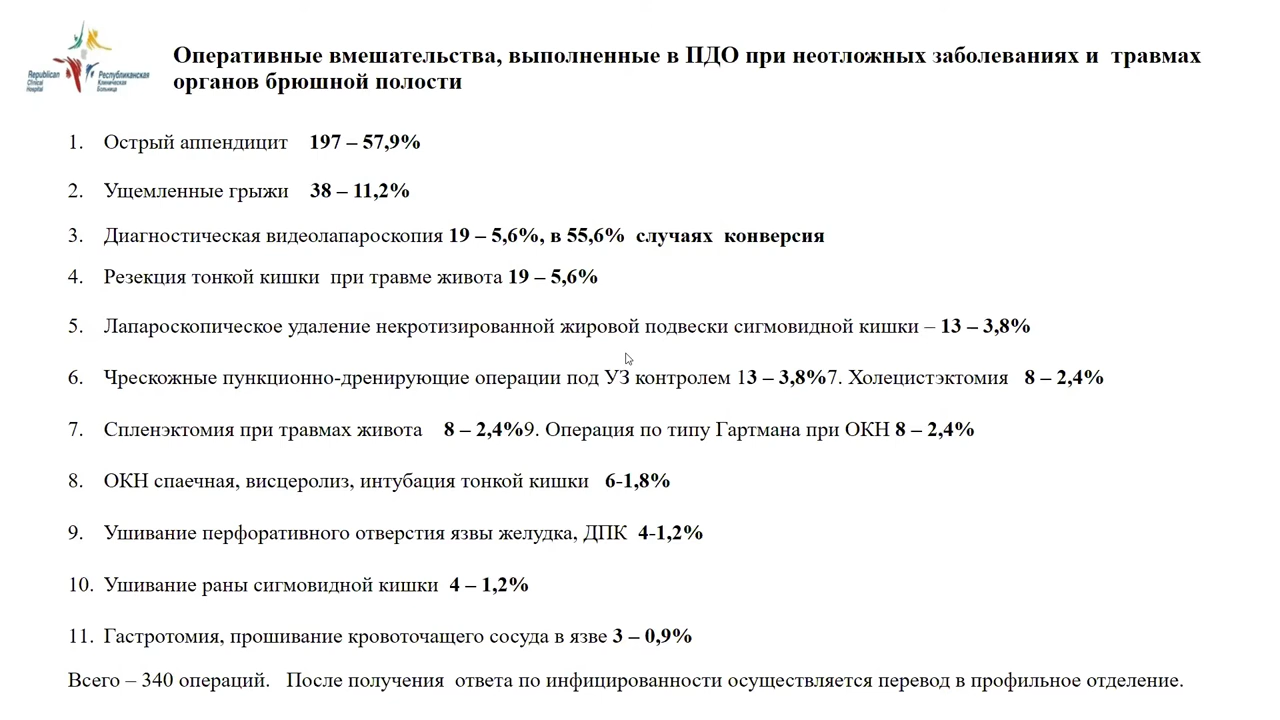 Republican
Clinical
Hospital
Республиканская
Клиническая
Больница
Оперативные вмешательства, выполненные в ПДО при неотложных заболеваниях и травмах
органов брюшной полости
1. Острый аппендицит 197 – 57,9%
2. Ущемленные грыжи 38 – 11,2%
3. Диагностическая видеолапароскопия 19 – 5,6%, в 55,6% случаях конверсия
4. Резекция тонкой кишки при травме живота 19 – 5,6%
5. Лапароскопическое удаление некротизированной жировой подвески сигмовидной кишки – 13 – 3,8%
6. Чрескожные пункционно-дренирующие операции под УЗ контролем 13 – 3,8%7. Холецистэктомия 8 – 2,4%
7. Спленэктомия при травмах живота 8 – 2,4%9. Операция по типу Гартмана при ОКН 8 – 2,4%
8. ОКН спаечная, висцеролиз, интубация тонкой кишки 6-1,8%
9. Ушивание перфоративного отверстия язвы желудка, ДПК 4-1,2%
10. Ушивание раны сигмовидной кишки 4 – 1,2%
11. Гастротомия, прошивание кровоточащего сосуда в язве 3 – 0,9%
Всего – 340 операций. После получения ответа по инфицированности осуществляется перевод в профильное отделение.